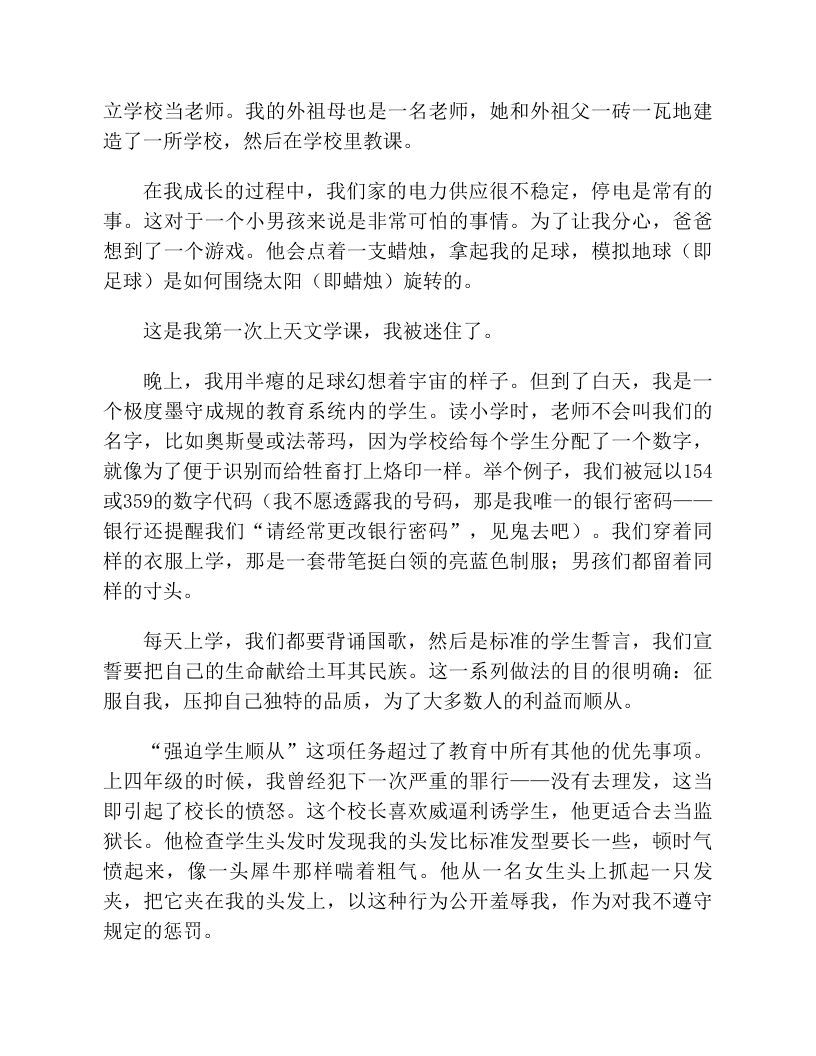 立学校当老师。我的外祖母也是一名老师，她和外祖父一砖一瓦地建
造了一所学校，然后在学校里教课。
在我成长的过程中，我们家的电力供应很不稳定，停电是常有的
事。这对于一个小男孩来说是非常可怕的事情。为了让我分心，爸爸
想到了一个游戏。他会点着一支蜡烛，拿起我的足球，模拟地球（即
足球）是如何围绕太阳（即蜡烛）旋转的。
这是我第一次上天文学课，我被迷住了。
晚上，我用半瘪的足球幻想着宇宙的样子。但到了白天，我是一
个极度墨守成规的教育系统内的学生。读小学时，老师不会叫我们的
名字，比如奥斯曼或法蒂玛，因为学校给每个学生分配了一个数字，
就像为了便于识别而给牲畜打上烙印一样。举个例子，我们被冠以154
或359的数字代码（我不愿透露我的号码，那是我唯一的银行密码——
银行还提醒我们“请经常更改银行密码”，见鬼去吧）。我们穿着同
样的衣服上学，那是一套带笔挺白领的亮蓝色制服；男孩们都留着同
样的寸头。
每天上学，我们都要背诵国歌，然后是标准的学生誓言，我们宣
誓要把自己的生命献给土耳其民族。这一系列做法的目的很明确：征
服自我，压抑自己独特的品质，为了大多数人的利益而顺从。
“强迫学生顺从”这项任务超过了教育中所有其他的优先事项。
上四年级的时候，我曾经犯下一次严重的罪行——没有去理发，这当
即引起了校长的愤怒。这个校长喜欢威逼利诱学生，他更适合去当监
狱长。他检查学生头发时发现我的头发比标准发型要长一些，顿时气
愤起来，像一头犀牛那样喘着粗气。他从一名女生头上抓起一只发
夹，把它夹在我的头发上，以这种行为公开羞辱我，作为对我不遵守
规定的惩罚。